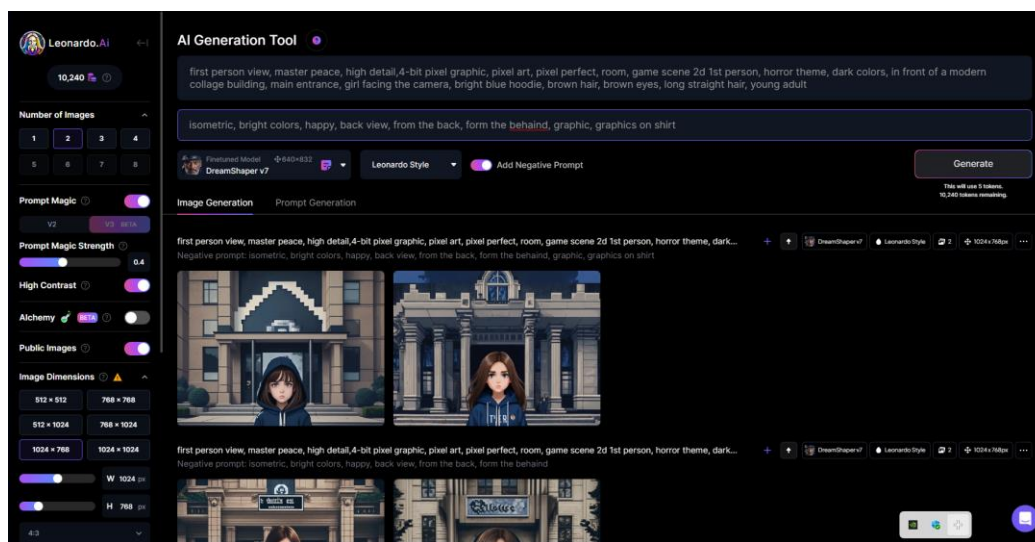 Leonardo.Ai
10,240
Number of Images
1 2 3 4
5 6 7 8
Prompt Magic
V2 V3 BETA
Prompt Magic Strength
0.4
High Contrast
Alchemy BETA
Public Images
Image Dimensions
512 × 512 768 × 768
512 × 1024 768 × 1024
1024 × 768 1024 × 1024
W 1024 px
H 768 px
4:3
AI Generation Tool
first person view, master peace, high detail,4-bit pixel graphic, pixel art, pixel perfect, room, game scene 2d 1st person, horror theme, dark colors, in front of a modern
collage building, main entrance, girl facing the camera, bright blue hoodie, brown hair, brown eyes, long straight hair, young adult
isometric, bright colors, happy, back view, from the back, form the behaind, graphic, graphics on shirt
Finetuned Model 640×832
DreamShaper v7
Leonardo Style
Add Negative Prompt
Generate
This will use 5 tokens.
10,240 tokens remaining.
Image Generation Prompt Generation
first person view, master peace, high detail,4-bit pixel graphic, pixel art, pixel perfect, room, game scene 2d 1st person, horror theme, dark...
DreamShaper v7 Leonardo Style 2 1024x768px
Negative prompt: isometric, bright colors, happy, back view, from the back, form the behaind, graphic, graphics on shirt
first person view, master peace, high detail,4-bit pixel graphic, pixel art, pixel perfect, room, game scene 2d 1st person, horror theme, dark...
DreamShaper v7 Leonardo Style 2 1024x768px
Negative prompt: isometric, bright colors, happy, back view, from the back, form the behaind